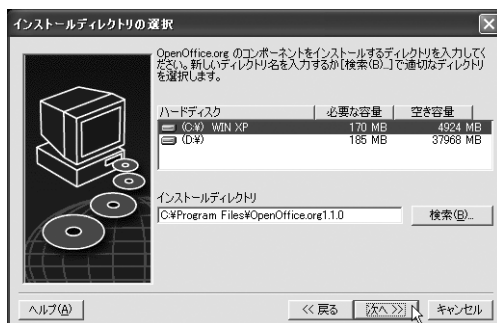 インストールディレクトリの選択
OpenOffice.org のコンポーネントをインストールするディレクトリを入力してく
ださい。新しいディレクトリ名を入力するか[検索(B)...]で適切なディレクトリ
を選択します。
ハードディスク 必要な容量 空き容量
(C:¥) WIN XP 170 MB 4924 MB
(D:¥) 185 MB 37968 MB
インストールディレクトリ
C:¥Program Files¥OpenOffice.org1.1.0 検索(B)...
ヘルプ(A) << 戻る 次へ >> キャンセル